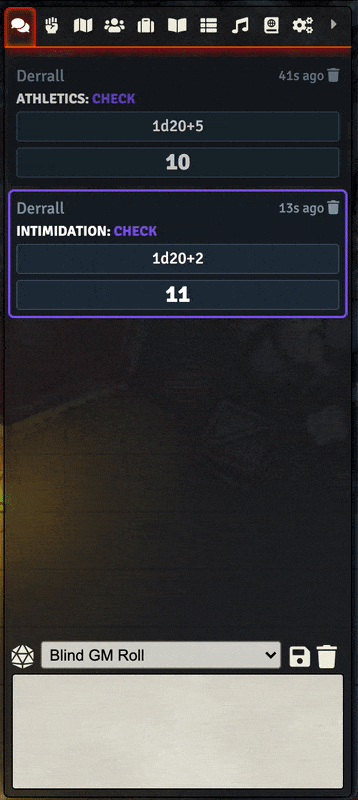 Derrall 41s ago
ATHLETICS: CHECK
1d20+5
10
Derrall 13s ago
INTIMIDATION: CHECK
1d20+2
11
Blind GM Roll